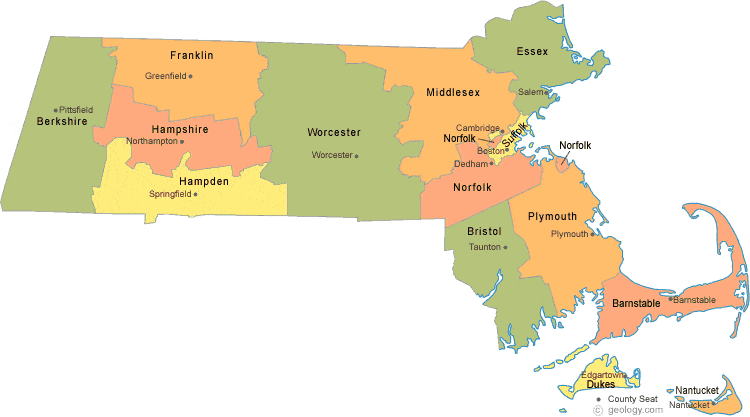 Essex
Franklin
Greenfield
Middlesex
Salem
Pittsfield
Berkshire
Hampshire
Northampton
Worcester
Worcester
Cambridge
Suffolk
Norfolk
Boston
Norfolk
Dedham
Hampden
Springfield
Norfolk
Plymouth
Plymouth
Bristol
Taunton
Barnstable
Barnstable
Edgartown
Dukes
Nantucket
Nantucket
County Seat
© geology.com